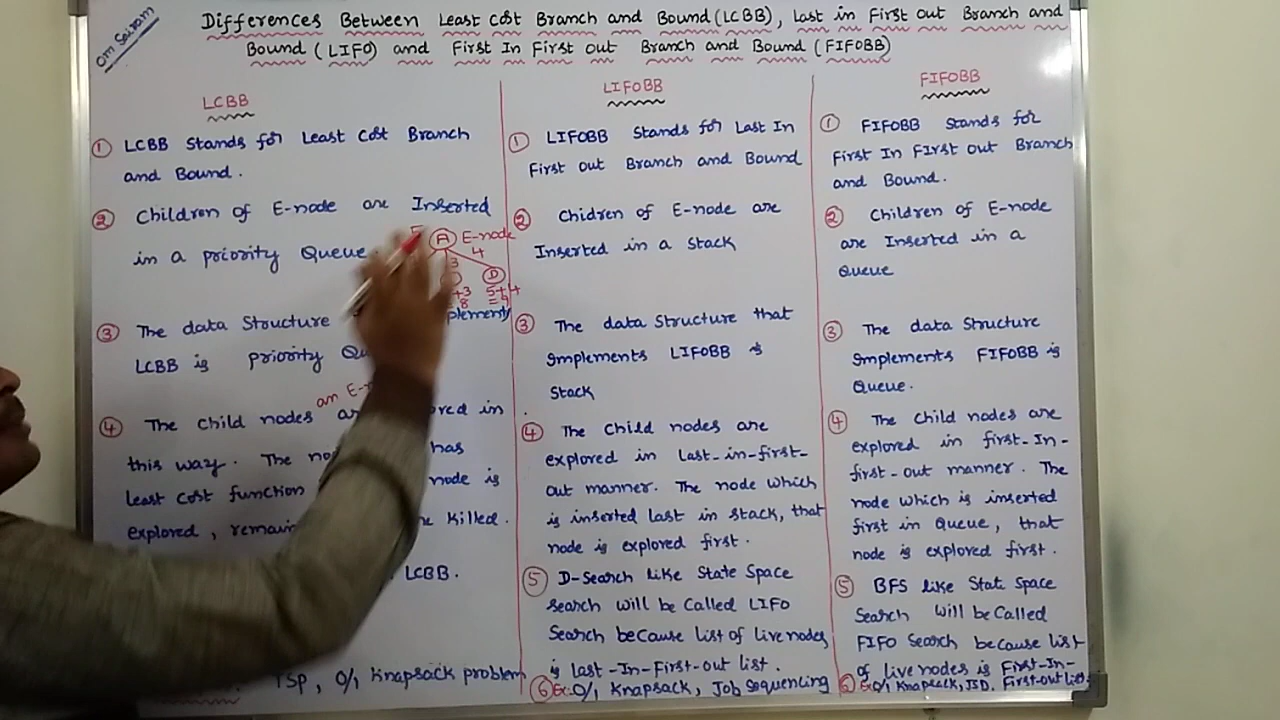 Om Sairam
Differences Between Least Cost Branch and Bound (LCBB), Last in First out Branch and
Bound (LIFO) and First In First out Branch and Bound (FIFOBB)
LCBB
① LCBB Stands for Least Cost Branch
and Bound.
② Children of E-node are Inserted
in a priority Queue.
A E-node
4
3
D
+3 5+4
= 8 = 9
③ The data Structure
LCBB is priority
an
④ The child nodes in
this way. The has
least cost function node is
explored, killed.
LCBB.
TSP, 0/1 Knapsack problem
LIFOBB
① LIFOBB Stands for Last In
First out Branch and Bound
② Chidren of E-node are
Inserted in a Stack
③ The data Structure that
Implements LIFOBB is
Stack
④ The Child nodes are
explored in last-in-first-
out manner. The node which
is inserted last in stack, that
node is explored first.
⑤ D-Search like State Space
Search will be Called LIFO
Search because list of live nodes
is last-In-First-out list.
⑥ Ex: 0/1 Knapsack, Job Sequencing
FIFOBB
① FIFOBB Stands for
First In First out Branch
and Bound.
② Children of E-node
are Inserted in a
Queue
③ The data Structure
Implements FIFOBB is
Queue.
④ The child nodes are
explored in first-In-
first-out manner. The
node which is inserted
first in Queue, that
node is explored first.
⑤ BFS like State Space
Search will be Called
FIFO Search because list
of live nodes is First-In-
First-out list.
⑥ Ex: 0/1 Knapsack, JSD.